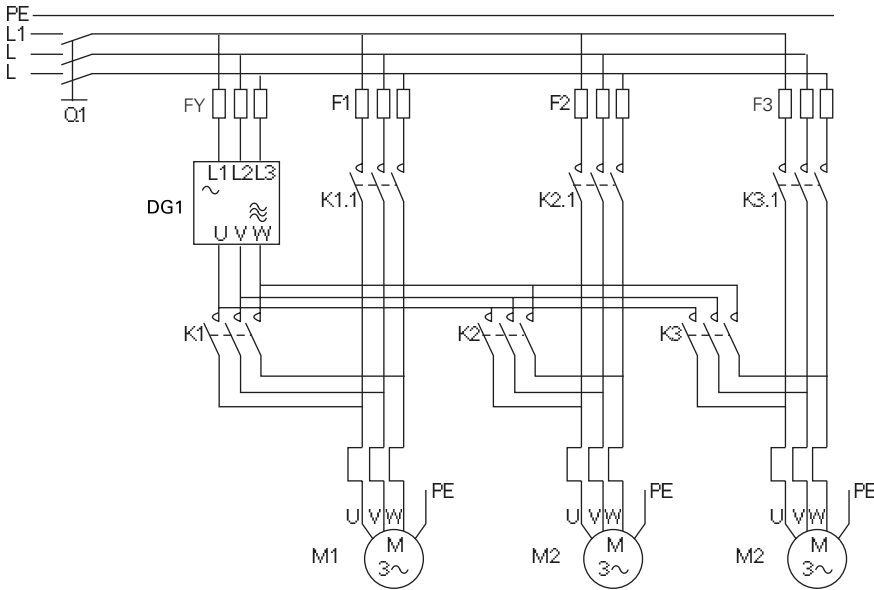 PE
L1
L
L
Q1
FY F1 F2 F3
L1 L2 L3
DG1
U V W
K1.1 K2.1 K3.1
K1 K2 K3
PE PE PE
U V W U V W U V W
M1 M 3 M2 M 3 M2 M 3